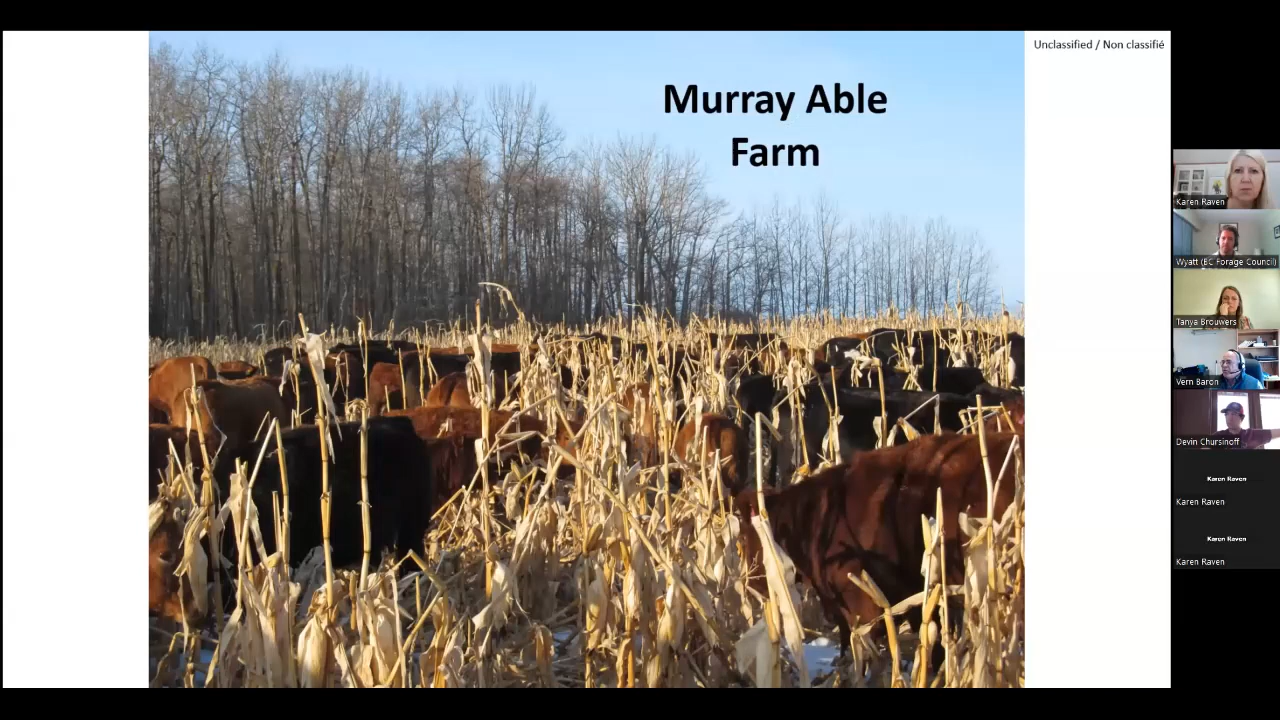 Unclassified / Non classifié
Murray Able
Farm
Karen Raven
Wyatt (BC Forage Council)
Tanya Brouwers
Vern Baron
Devin Chursinoff
Karen Raven
Karen Raven
Karen Raven
Karen Raven